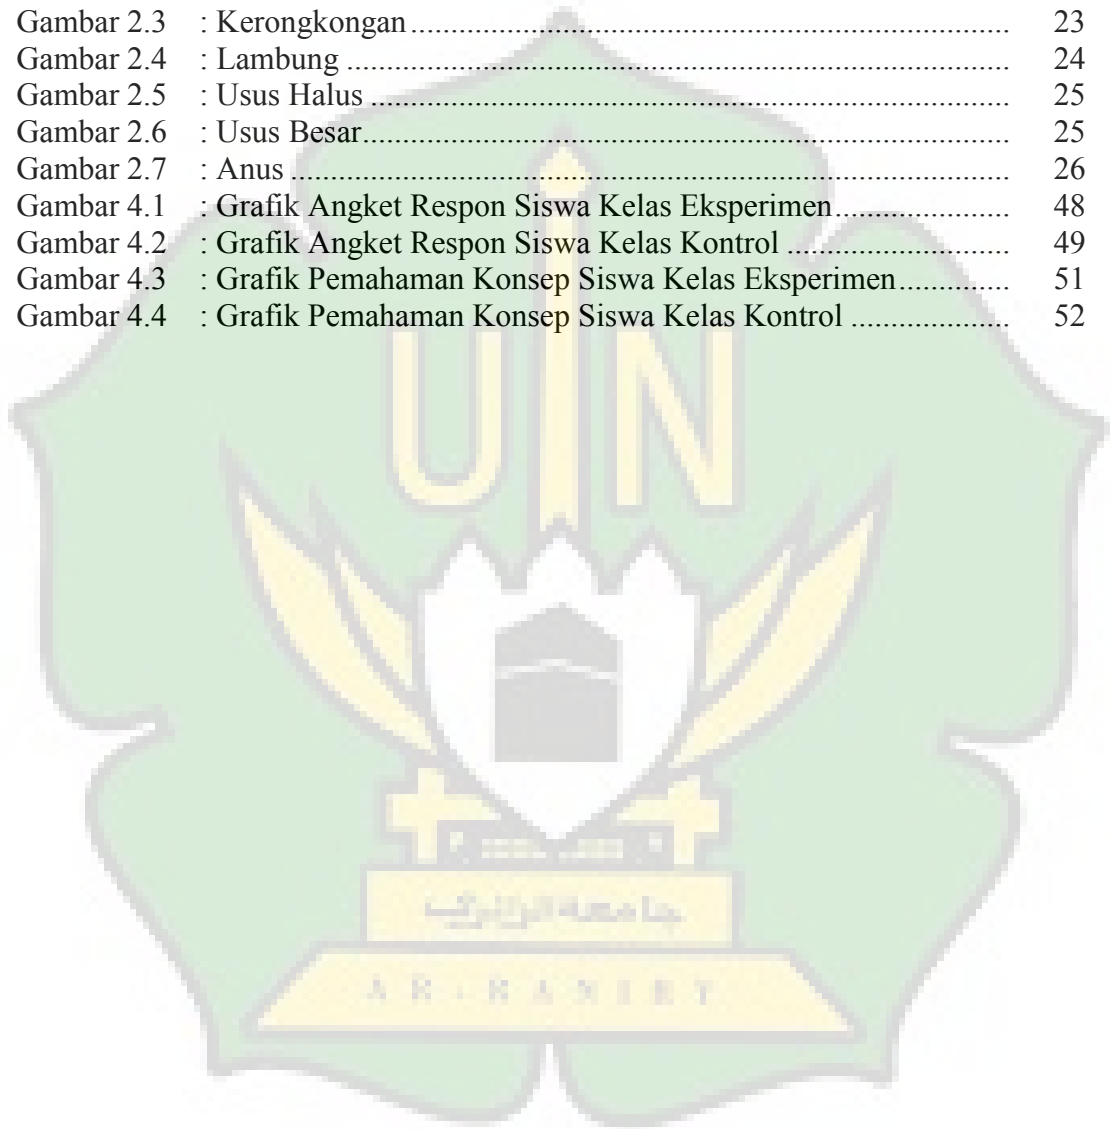 Gambar 2.3 : Kerongkongan.......................................................................... 23
Gambar 2.4 : Lambung .................................................................................. 24
Gambar 2.5 : Usus Halus ............................................................................... 25
Gambar 2.6 : Usus Besar................................................................................ 25
Gambar 2.7 : Anus ......................................................................................... 26
Gambar 4.1 : Grafik Angket Respon Siswa Kelas Eksperimen...................... 48
Gambar 4.2 : Grafik Angket Respon Siswa Kelas Kontrol ............................ 49
Gambar 4.3 : Grafik Pemahaman Konsep Siswa Kelas Eksperimen.............. 51
Gambar 4.4 : Grafik Pemahaman Konsep Siswa Kelas Kontrol .................... 52
UIN
جامعة الرانيري
AR-RANIRY